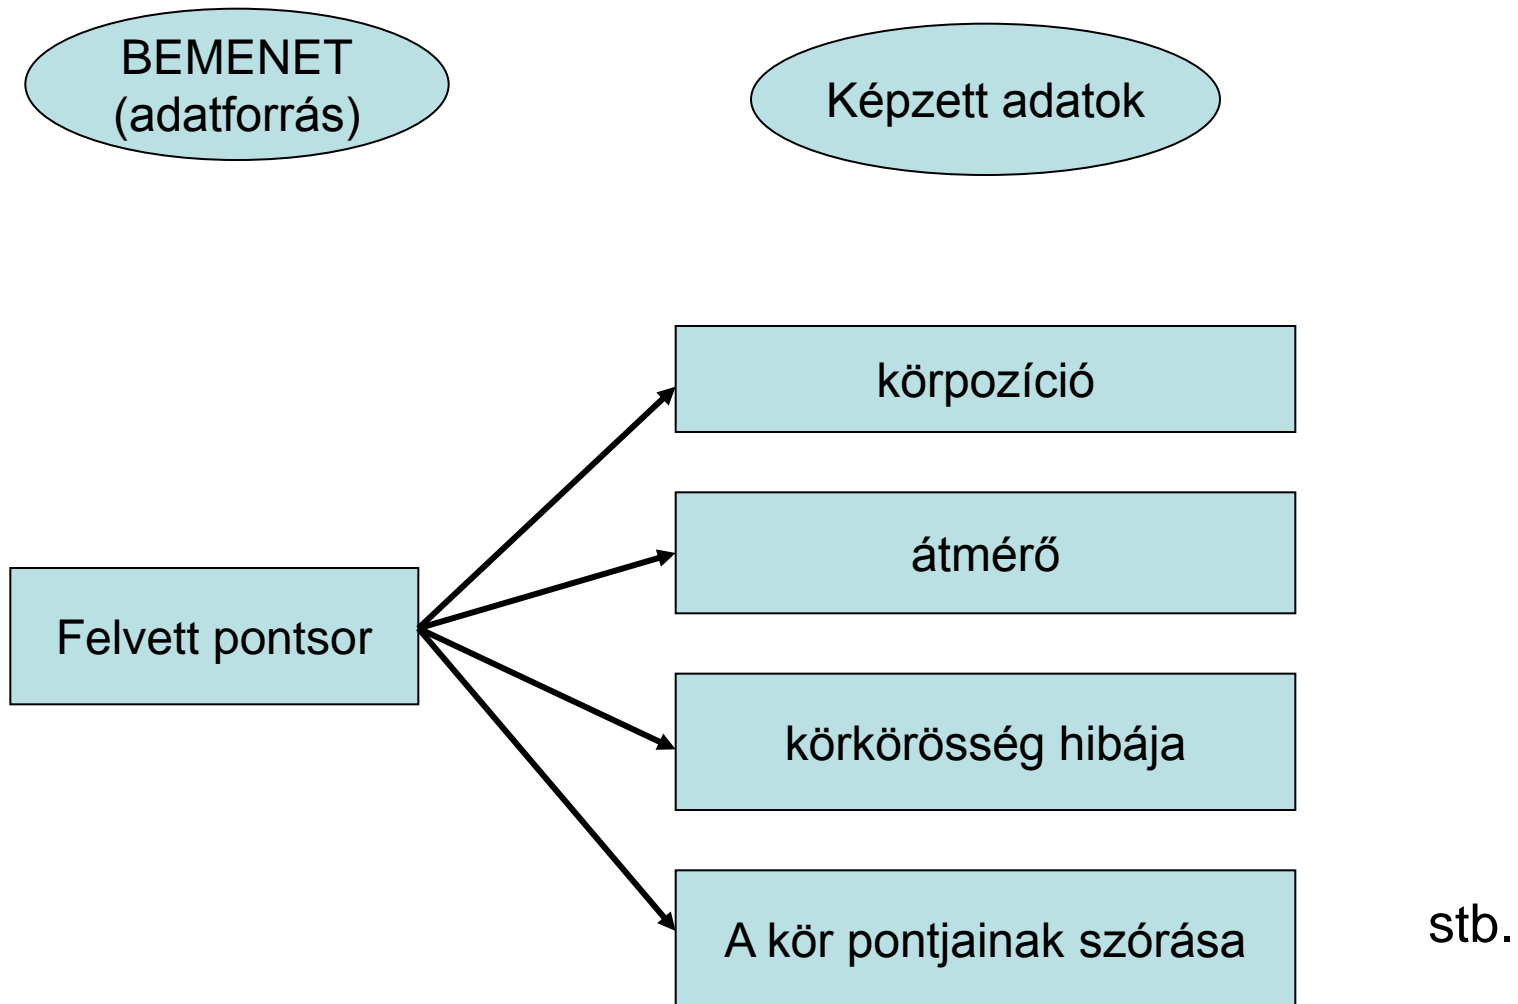 BEMENET
(adatforrás)
Képzett adatok
körpozíció
átmérő
Felvett pontsor
körkörösség hibája
A kör pontjainak szórása
stb.